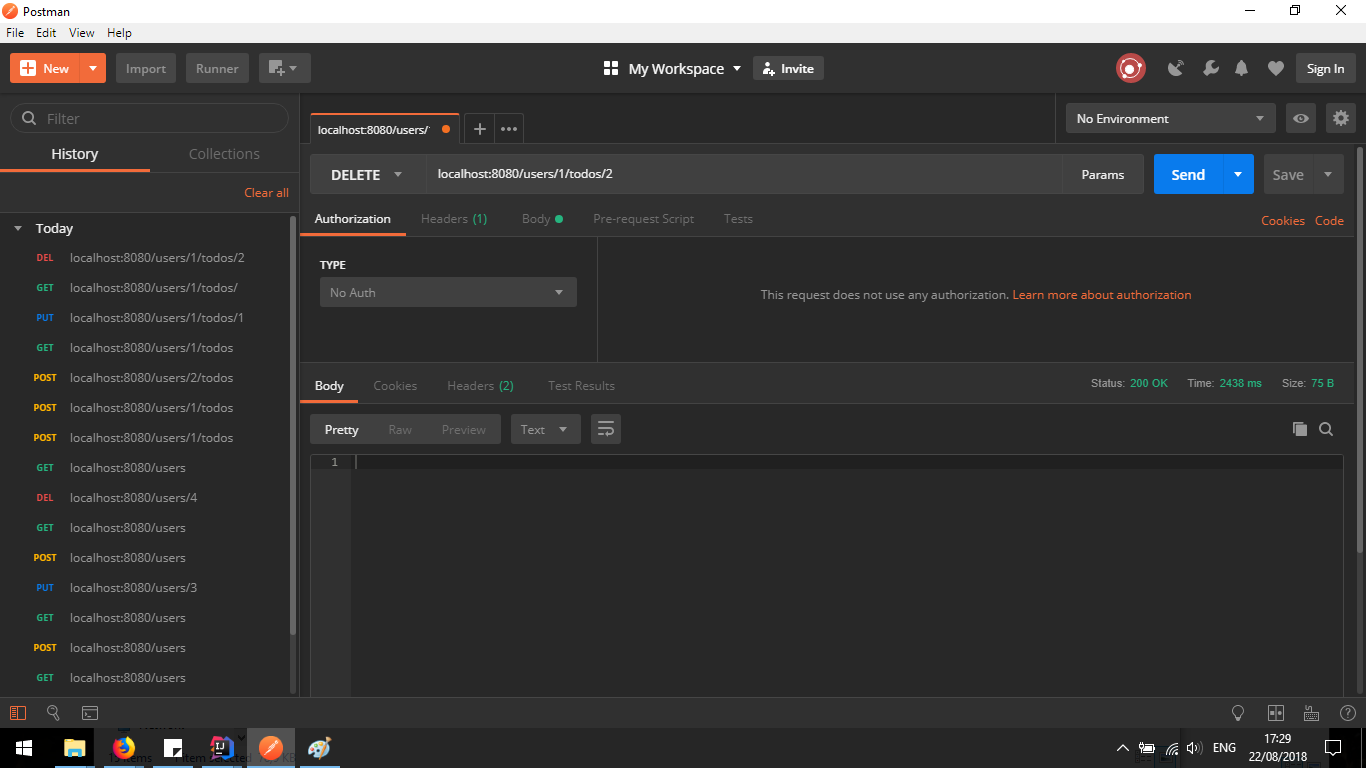 Postman
File Edit View Help
New Import Runner My Workspace Invite Sign In
Filter
History Collections
Clear all
Today
DEL localhost:8080/users/1/todos/2
GET localhost:8080/users/1/todos/
PUT localhost:8080/users/1/todos/1
GET localhost:8080/users/1/todos
POST localhost:8080/users/2/todos
POST localhost:8080/users/1/todos
POST localhost:8080/users/1/todos
GET localhost:8080/users
DEL localhost:8080/users/4
GET localhost:8080/users
POST localhost:8080/users
PUT localhost:8080/users/3
GET localhost:8080/users
POST localhost:8080/users
GET localhost:8080/users
localhost:8080/users/
No Environment
DELETE localhost:8080/users/1/todos/2 Params Send Save
Authorization Headers (1) Body Pre-request Script Tests Cookies Code
TYPE
No Auth
This request does not use any authorization. Learn more about authorization
Body Cookies Headers (2) Test Results Status: 200 OK Time: 2438 ms Size: 75 B
Pretty Raw Preview Text
1
ENG
17:29
22/08/2018